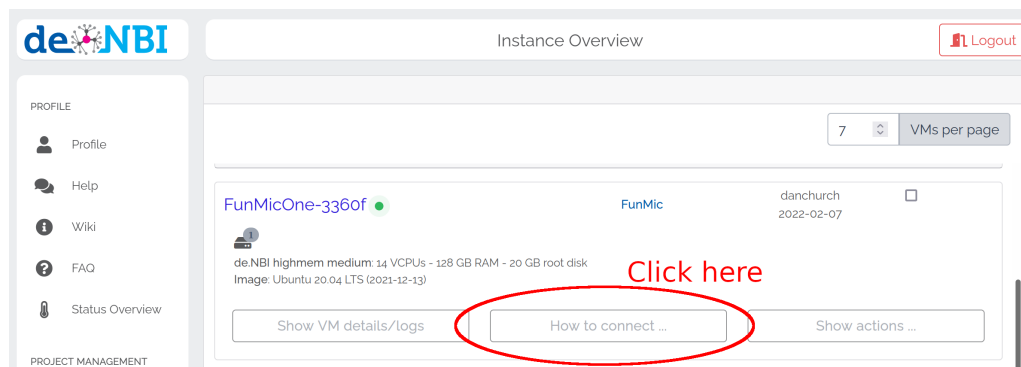 de.NBI
Instance Overview
Logout
PROFILE
Profile
Help
Wiki
FAQ
Status Overview
PROJECT MANAGEMENT
7
VMs per page
FunMicOne-3360f
FunMic
danchurch
2022-02-07
1
de.NBI highmem medium: 14 VCPUs - 128 GB RAM - 20 GB root disk
Image: Ubuntu 20.04 LTS (2021-12-13)
Click here
Show VM details/logs
How to connect ...
Show actions ...